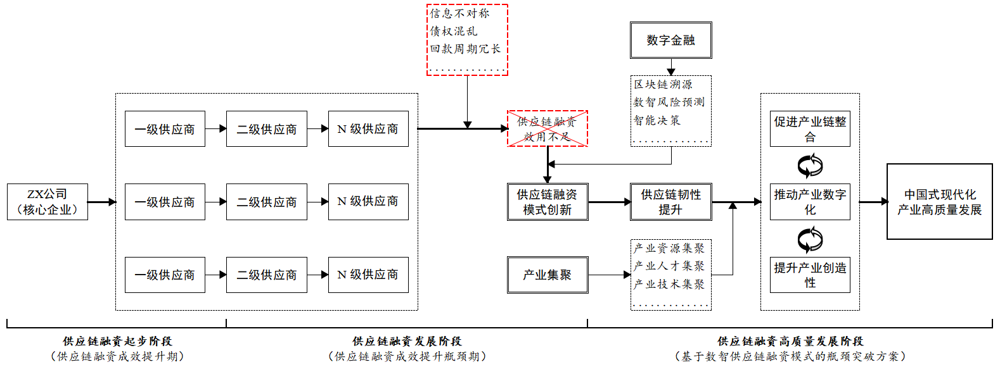 信息不对称
债权混乱
回款周期冗长
.............
数字金融
区块链溯源
数智风险预测
智能决策
.............
一级供应商
二级供应商
N 级供应商
供应链融资
效用不足
促进产业链整
合
ZX公司
（核心企业）
一级供应商
二级供应商
N 级供应商
供应链融资
模式创新
供应链韧性
提升
推动产业数字
化
中国式现代化
产业高质量发展
一级供应商
二级供应商
N 级供应商
产业集聚
产业资源集聚
产业人才集聚
产业技术集聚
.............
提升产业创造
性
供应链融资起步阶段
（供应链融资成效提升期）
供应链融资发展阶段
（供应链融资成效提升瓶颈期）
供应链融资高质量发展阶段
（基于数智供应链融资模式的瓶颈突破方案）